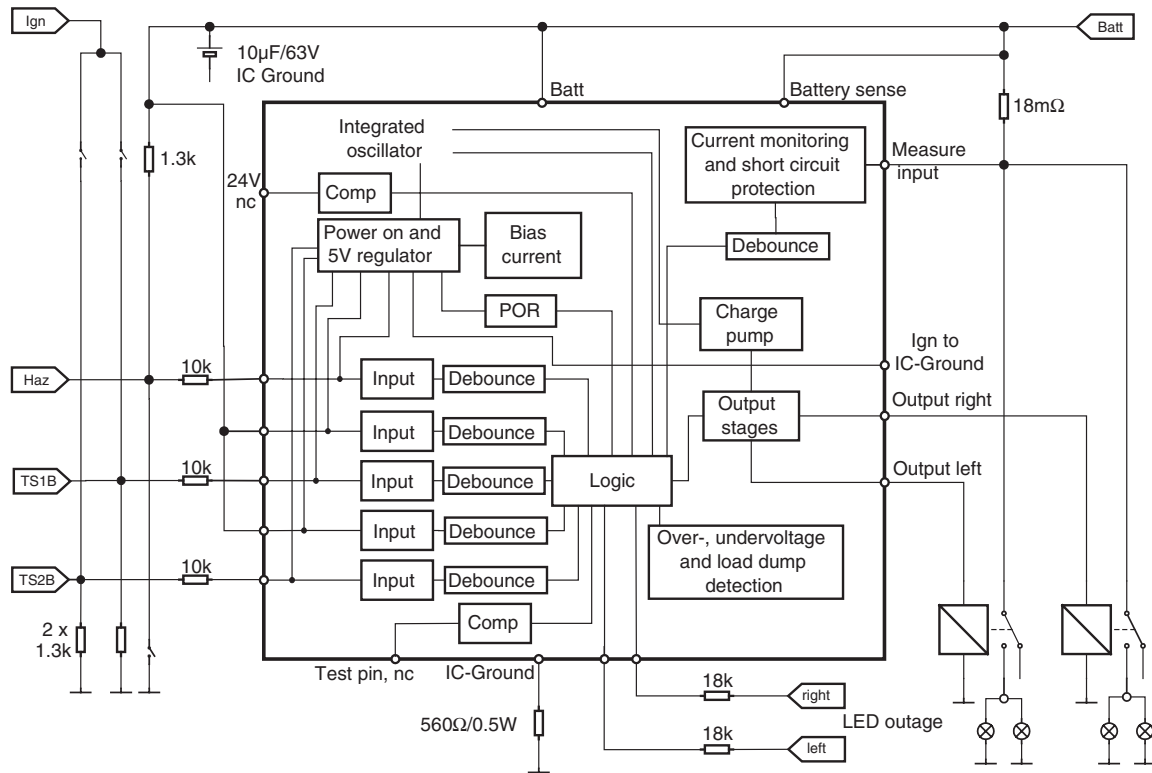 Ign
Batt
10µF/63V
IC Ground
Batt
Battery sense
18mΩ
1.3k
Integrated
oscillator
Current monitoring
and short circuit
protection
Measure
input
24V
nc
Comp
Power on and
5V regulator
Bias
current
Debounce
POR
Charge
pump
Ign to
IC-Ground
Haz
10k
Input
Debounce
Output
stages
Output right
Input
Debounce
TS1B
10k
Input
Debounce
Logic
Output left
Input
Debounce
Over-, undervoltage
and load dump
detection
TS2B
10k
Input
Debounce
2 x
1.3k
Comp
Test pin, nc
IC-Ground
18k
right
560Ω/0.5W
LED outage
18k
left